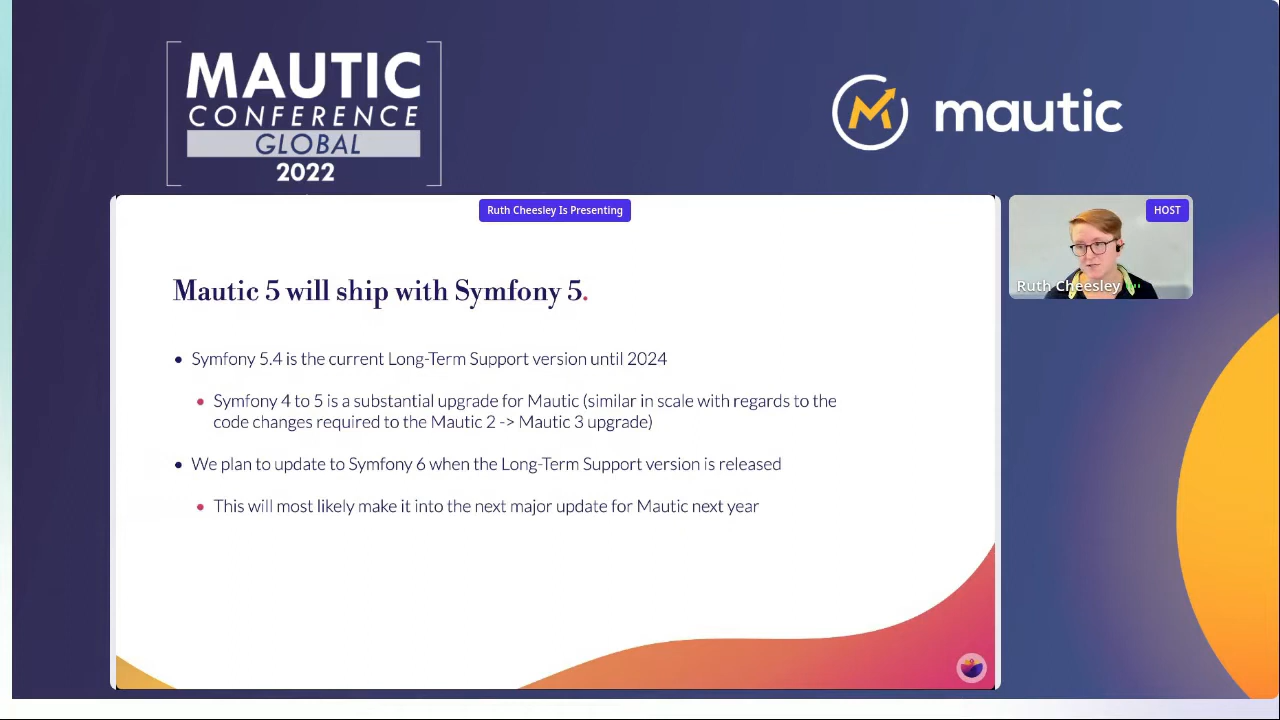 MAUTIC
CONFERENCE
GLOBAL
2022
mautic
Ruth Cheesley Is Presenting
HOST
Ruth Cheesley
Mautic 5 will ship with Symfony 5.
• Symfony 5.4 is the current Long-Term Support version until 2024
• Symfony 4 to 5 is a substantial upgrade for Mautic (similar in scale with regards to the
code changes required to the Mautic 2 -> Mautic 3 upgrade)
• We plan to update to Symfony 6 when the Long-Term Support version is released
• This will most likely make it into the next major update for Mautic next year